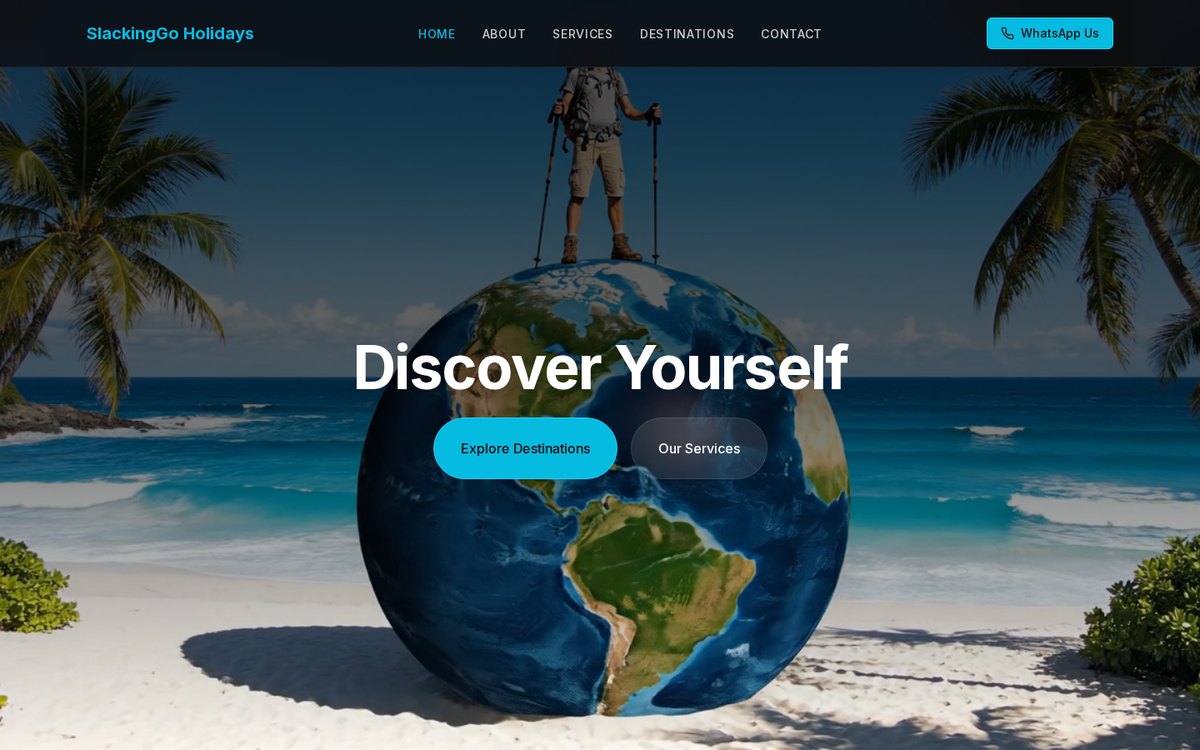 SlackingGo Holidays
HOME ABOUT SERVICES DESTINATIONS CONTACT
WhatsApp Us
Discover Yourself
Explore Destinations
Our Services